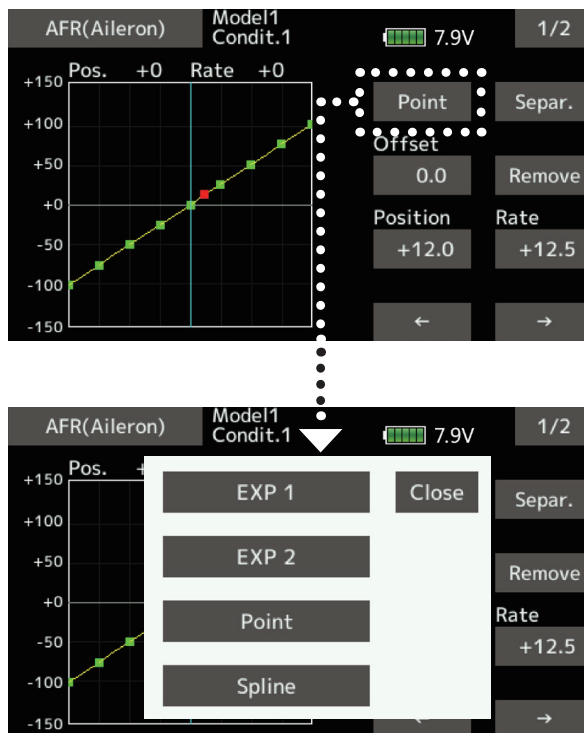 AFR(Aileron) Model1 Condit.1 7.9V 1/2
Pos. +0 Rate +0
+150
+100
+50
+0
-50
-100
-150
Point Separ.
Offset
0.0 Remove
Position Rate
+12.0 +12.5
← →
AFR(Aileron) Model1 Condit.1 7.9V 1/2
Pos. +
+150
+100
+50
+0
-50
-100
-150
EXP 1 Close
EXP 2
Point
Spline
Separ.
Remove
Rate
+12.5
← →